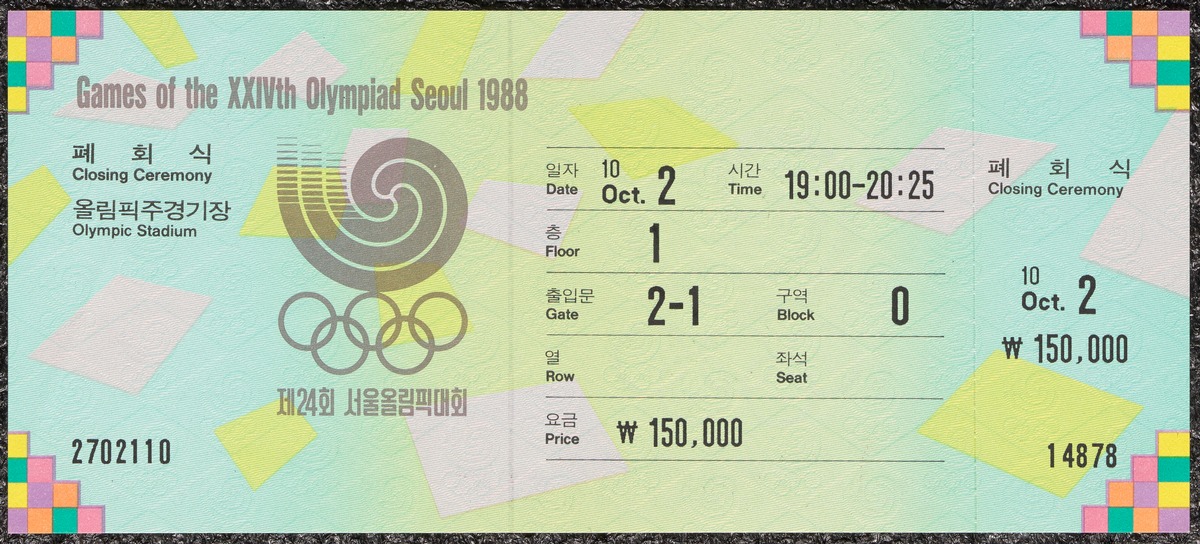 Games of the XXIVth Olympiad Seoul 1988
폐 회 식
Closing Ceremony
올림픽주경기장
Olympic Stadium
제24회 서울올림픽대회
2702110
일자 Date 10 Oct. 2 시간 Time 19:00-20:25
층 Floor 1
출입문 Gate 2-1 구역 Block 0
열 Row 좌석 Seat
요금 Price ₩ 150,000
폐 회 식
Closing Ceremony
10
Oct. 2
₩ 150,000
14878